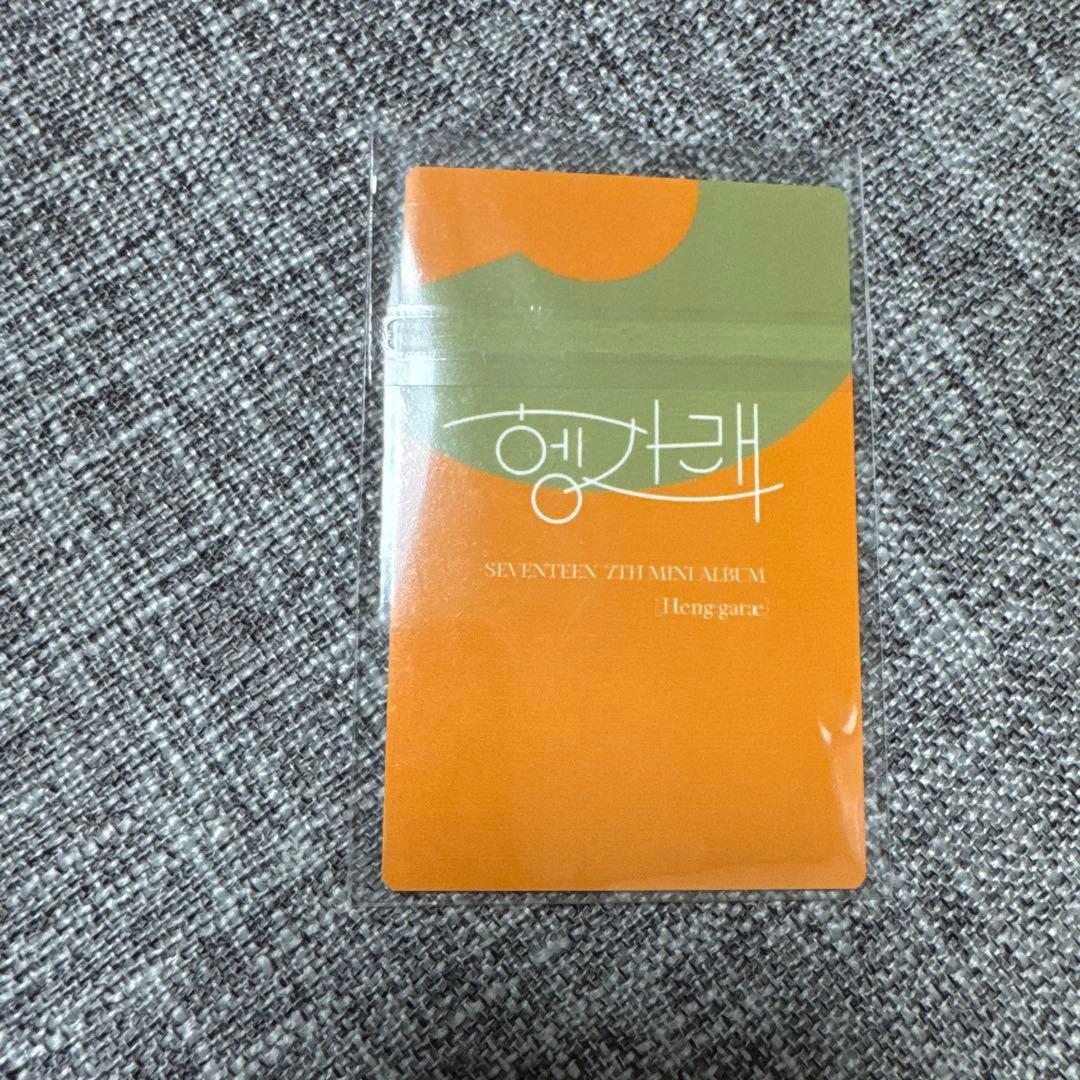 헹가래
SEVENTEEN 7TH MINI ALBUM
[Heng:garæ]